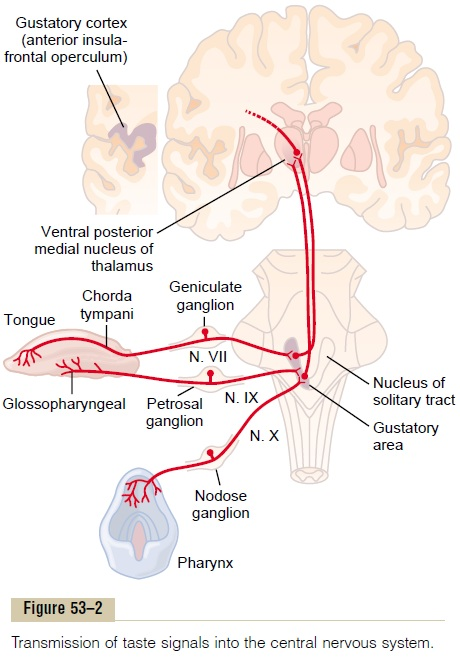 Gustatory cortex
(anterior insula-
frontal operculum)
Ventral posterior
medial nucleus of
thalamus
Geniculate
ganglion
Chorda
tympani
Tongue
N. VII
Glossopharyngeal
Petrosal
ganglion
N. IX
N. X
Nucleus of
solitary tract
Gustatory
area
Nodose
ganglion
Pharynx
Figure 53–2
Transmission of taste signals into the central nervous system.